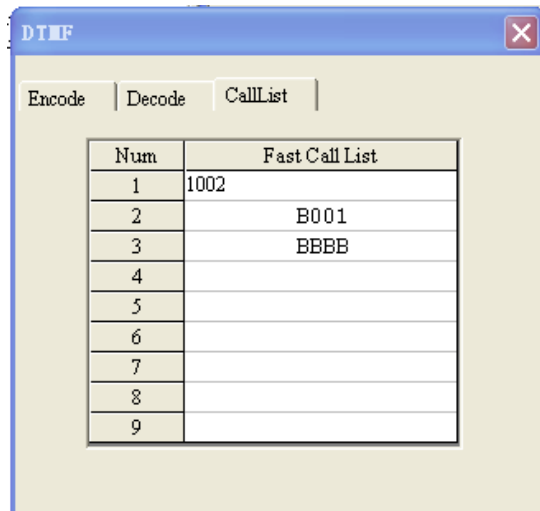 DTMF
Encode Decode CallList
Num Fast Call List
1 1002
2 B001
3 BBBB
4
5
6
7
8
9